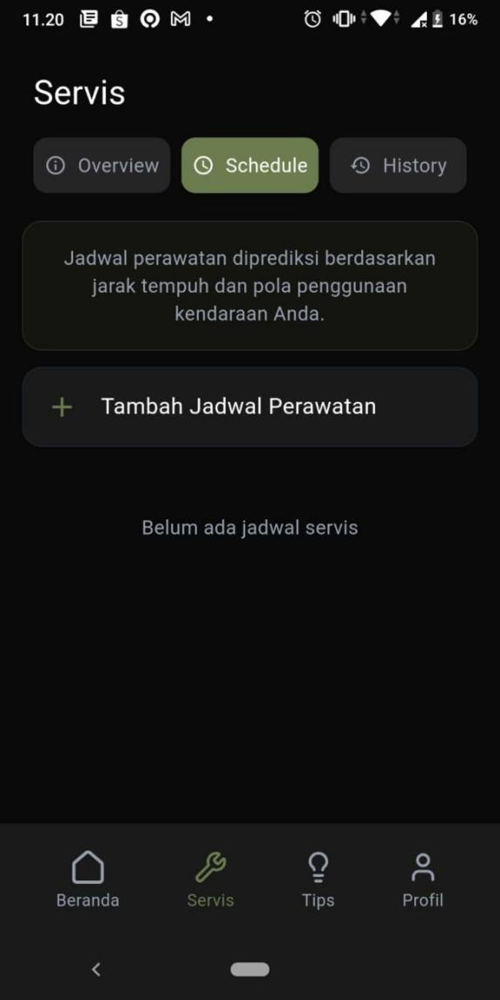 11.20
16%
Servis
Overview
Schedule
History
Jadwal perawatan diprediksi berdasarkan
jarak tempuh dan pola penggunaan
kendaraan Anda.
+ Tambah Jadwal Perawatan
Belum ada jadwal servis
Beranda
Servis
Tips
Profil